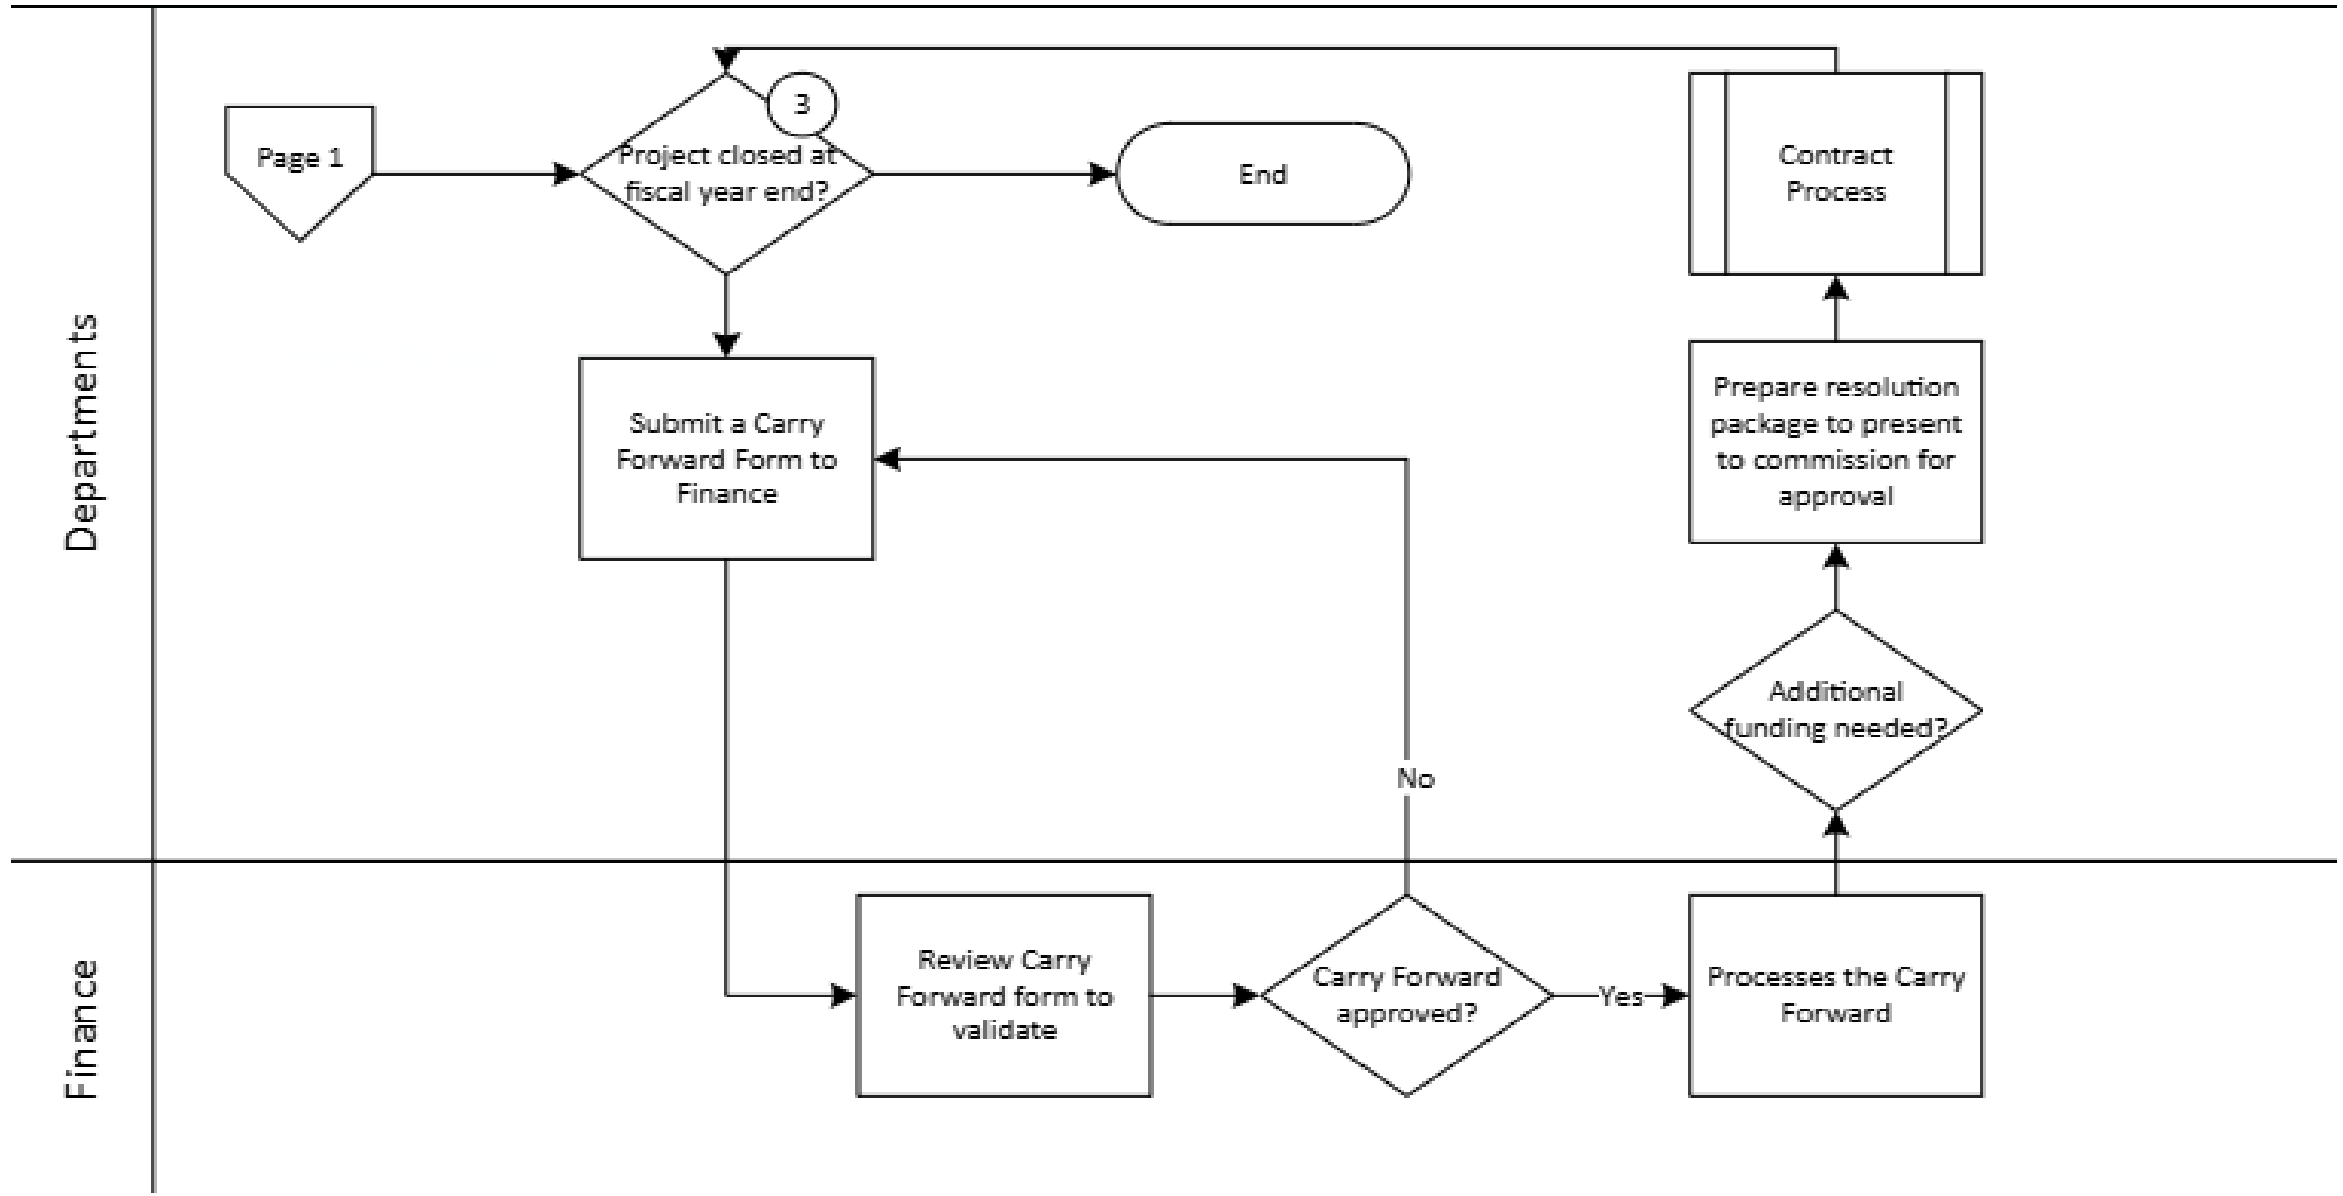 Departments
Page 1
3
Project closed at
fiscal year end?
End
Contract
Process
Submit a Carry
Forward Form to
Finance
Prepare resolution
package to present
to commission for
approval
Additional
funding needed?
No
Finance
Review Carry
Forward form to
validate
Carry Forward
approved?
Yes
Processes the Carry
Forward